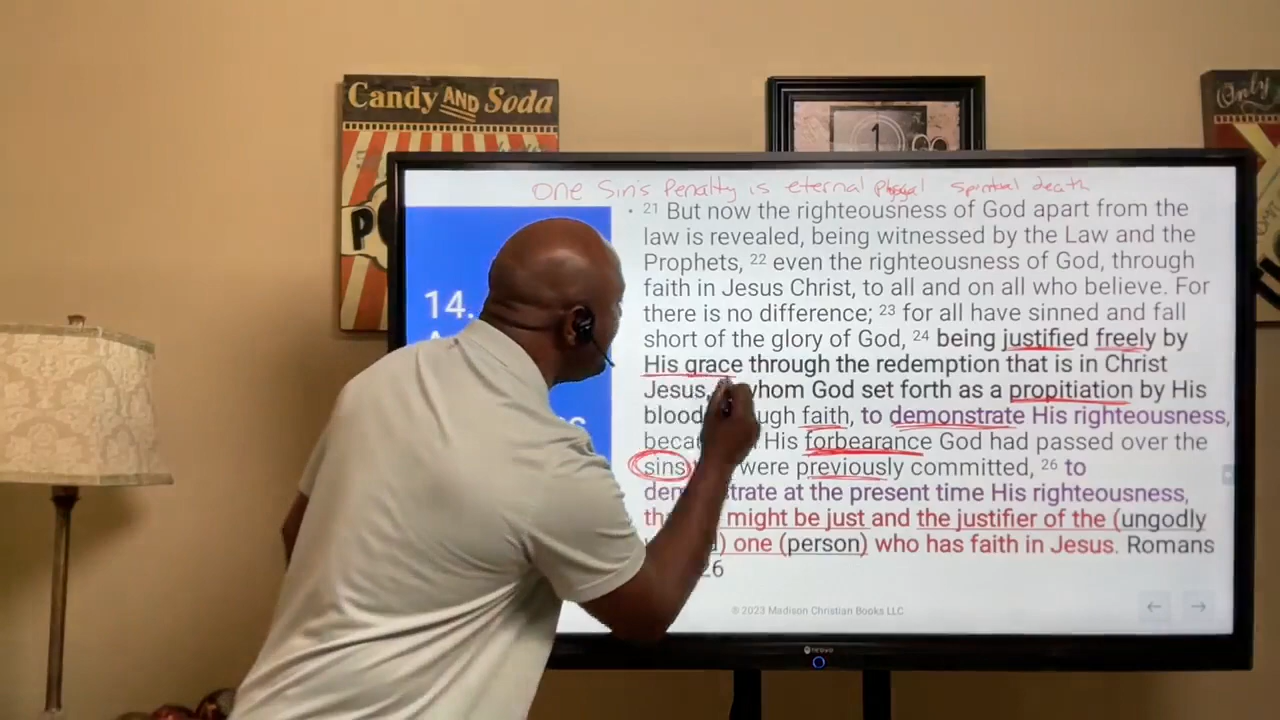 Candy AND Soda
Only
1
One Sin's Penalty is eternal physical spiritual death
14.
• 21 But now the righteousness of God apart from the
law is revealed, being witnessed by the Law and the
Prophets, 22 even the righteousness of God, through
faith in Jesus Christ, to all and on all who believe. For
there is no difference; 23 for all have sinned and fall
short of the glory of God, 24 being justified freely by
His grace through the redemption that is in Christ
Jesus, whom God set forth as a propitiation by His
blood faith, to demonstrate His righteousness,
His forbearance God had passed over the
sins were previously committed, 26 to
demonstrate at the present time His righteousness,
might be just and the justifier of the (ungodly
) one (person) who has faith in Jesus. Romans
26
© 2023 Madison Christian Books LLC